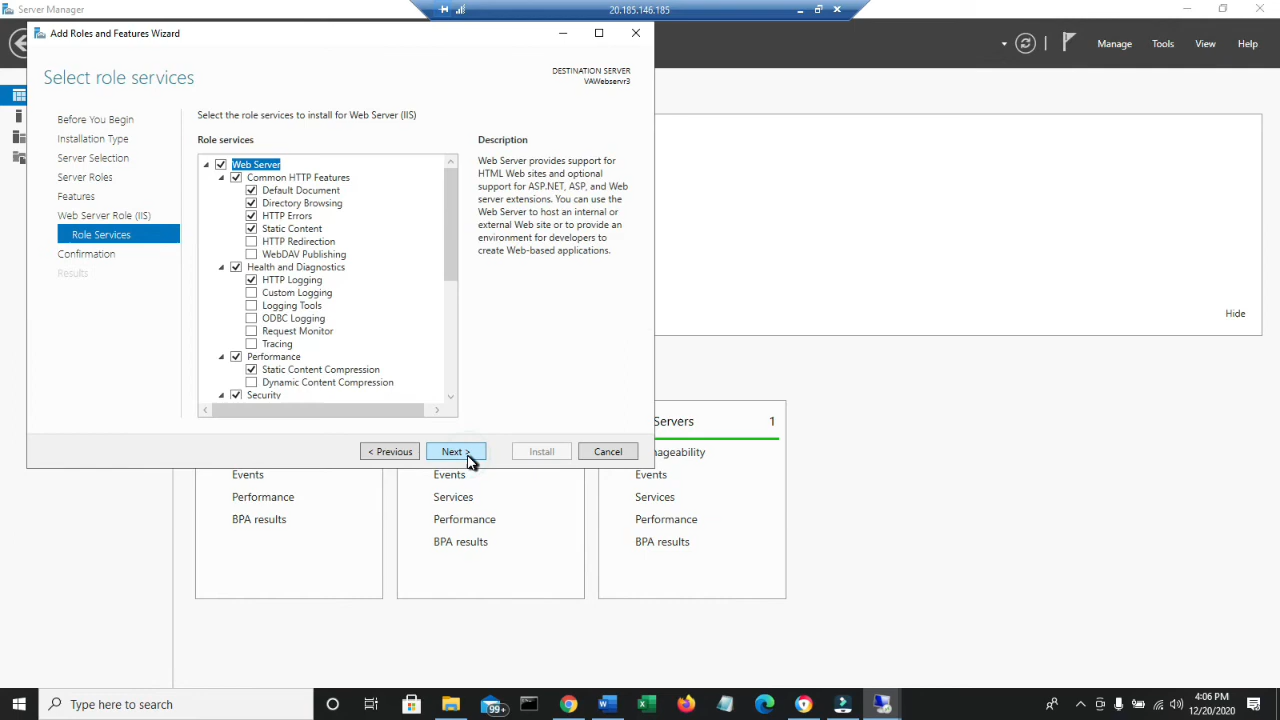 Server Manager
20.185.146.185
Manage
Tools
View
Help
Add Roles and Features Wizard
Select role services
DESTINATION SERVER
VAWebservr3
Before You Begin
Installation Type
Server Selection
Server Roles
Features
Web Server Role (IIS)
Role Services
Confirmation
Results
Select the role services to install for Web Server (IIS)
Role services
Web Server
Common HTTP Features
Default Document
Directory Browsing
HTTP Errors
Static Content
HTTP Redirection
WebDAV Publishing
Health and Diagnostics
HTTP Logging
Custom Logging
Logging Tools
ODBC Logging
Request Monitor
Tracing
Performance
Static Content Compression
Dynamic Content Compression
Security
Description
Web Server provides support for
HTML Web sites and optional
support for ASP.NET, ASP, and Web
server extensions. You can use the
Web Server to host an internal or
external Web site or to provide an
environment for developers to
create Web-based applications.
< Previous
Next >
Install
Cancel
Hide
Events
Performance
BPA results
Events
Services
Performance
BPA results
Servers
1
nageability
Events
Services
Performance
BPA results
Type here to search
99+
4:06 PM
12/20/2020